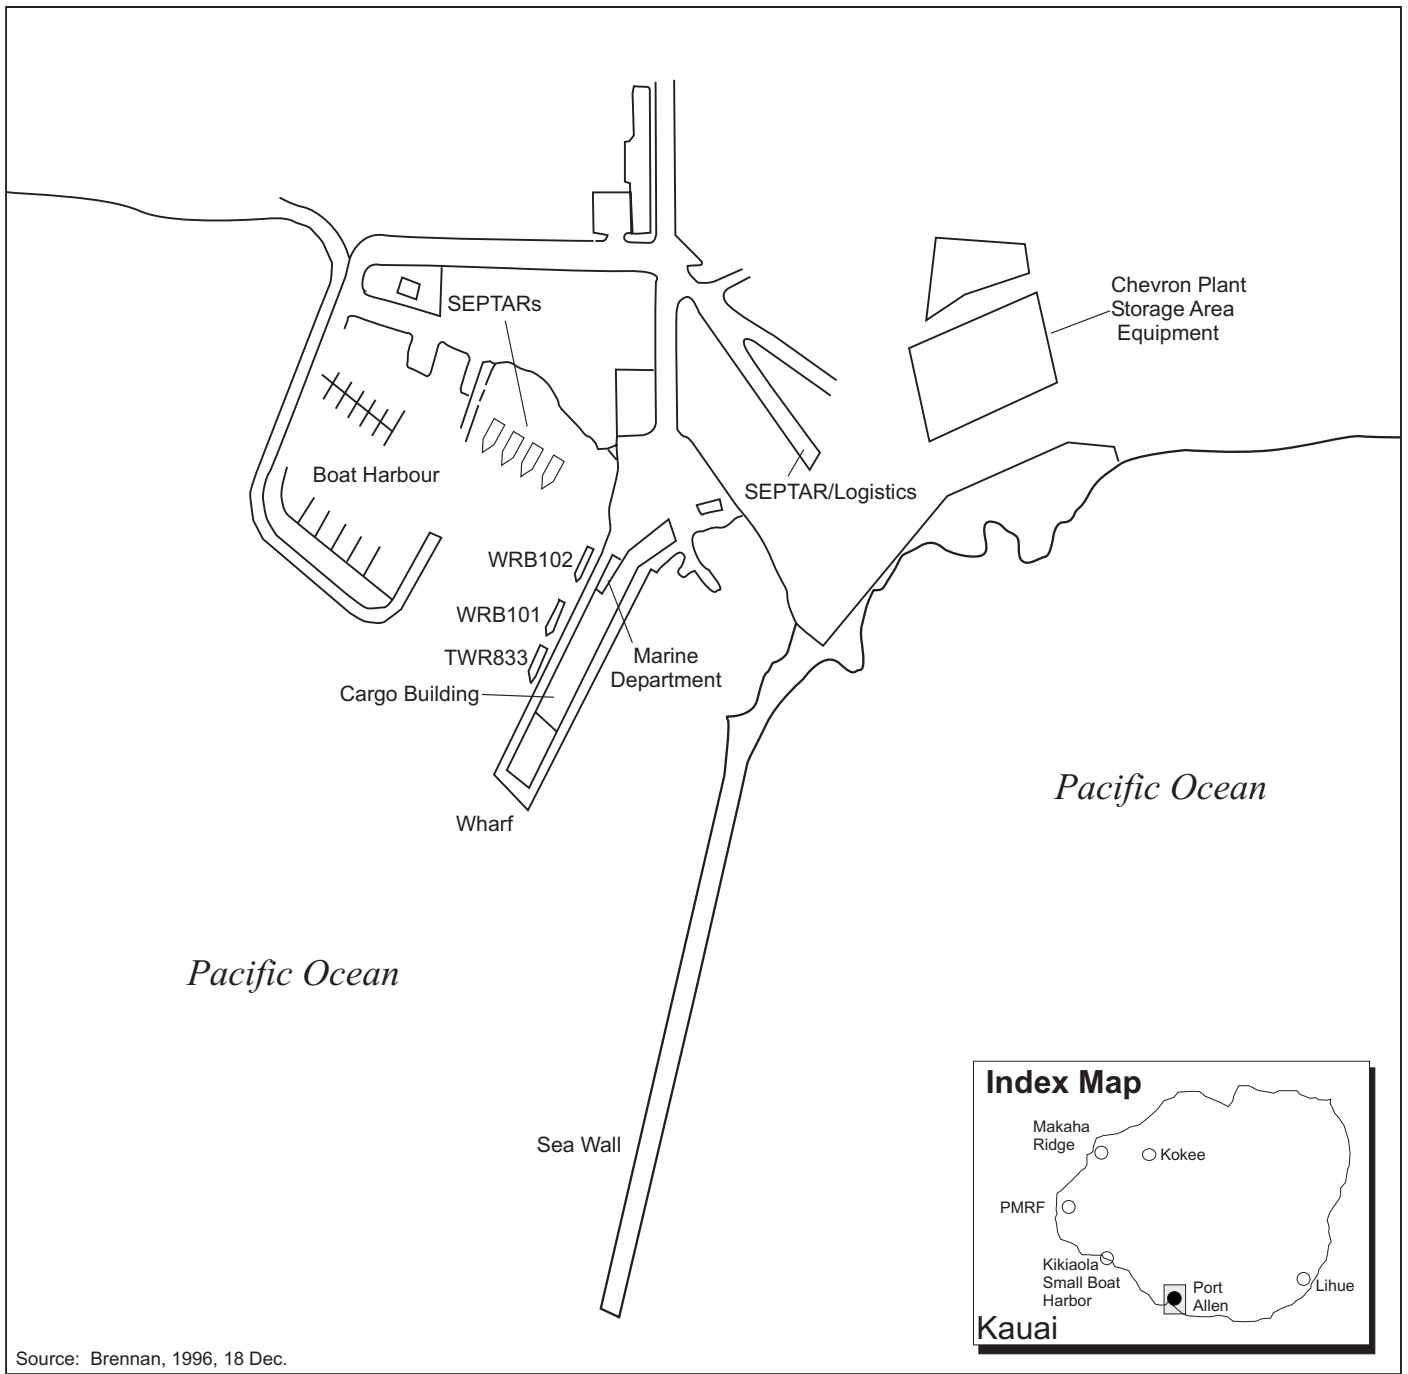 SEPTARs
Chevron Plant
Storage Area
Equipment
Boat Harbour
SEPTAR/Logistics
WRB102
WRB101
TWR833
Marine
Department
Cargo Building
Wharf
Pacific Ocean
Pacific Ocean
Sea Wall
Index Map
Makaha
Ridge
Kokee
PMRF
Kikiaola
Small Boat
Harbor
Port
Allen
Lihue
Kauai
Source: Brennan, 1996, 18 Dec.